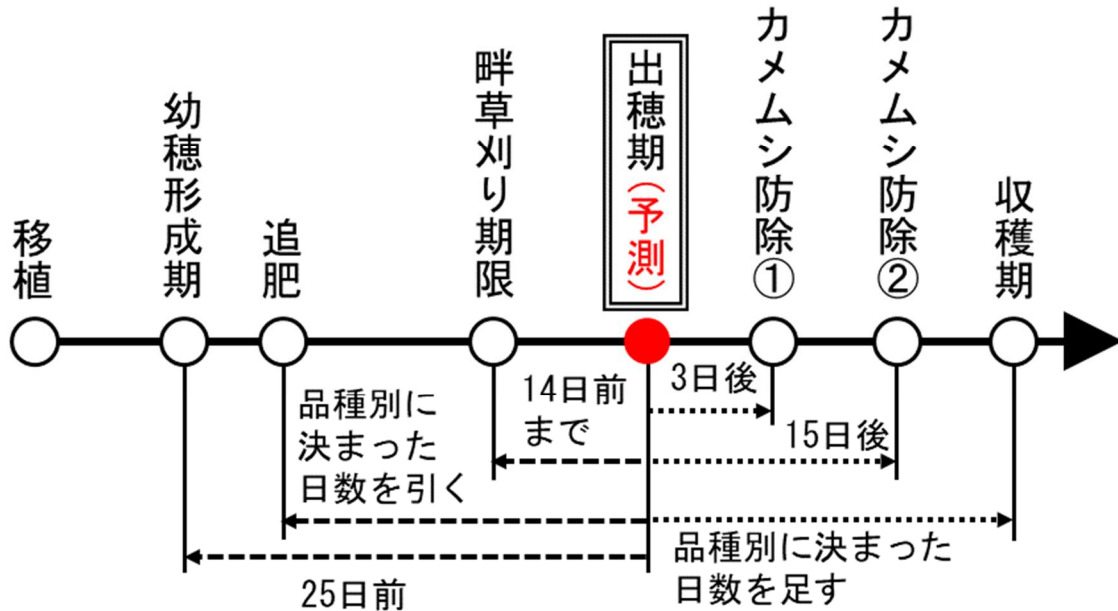 移植
幼穂形成期
追肥
畔草刈り期限
出穂期(予測)
カメムシ防除①
カメムシ防除②
収穫期
14日前
まで
3日後
15日後
品種別に
決まった
日数を引く
品種別に決まった
日数を足す
25日前